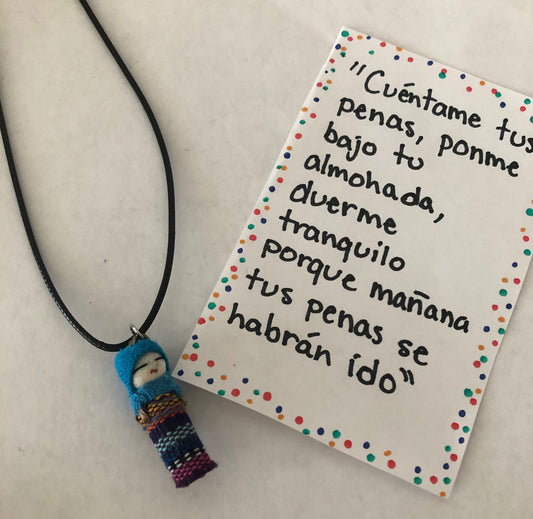 "Cuéntame tus
penas, ponme
bajo tu
almohada,
duerme
tranquilo
porque mañana
tus penas se
habrán ido"